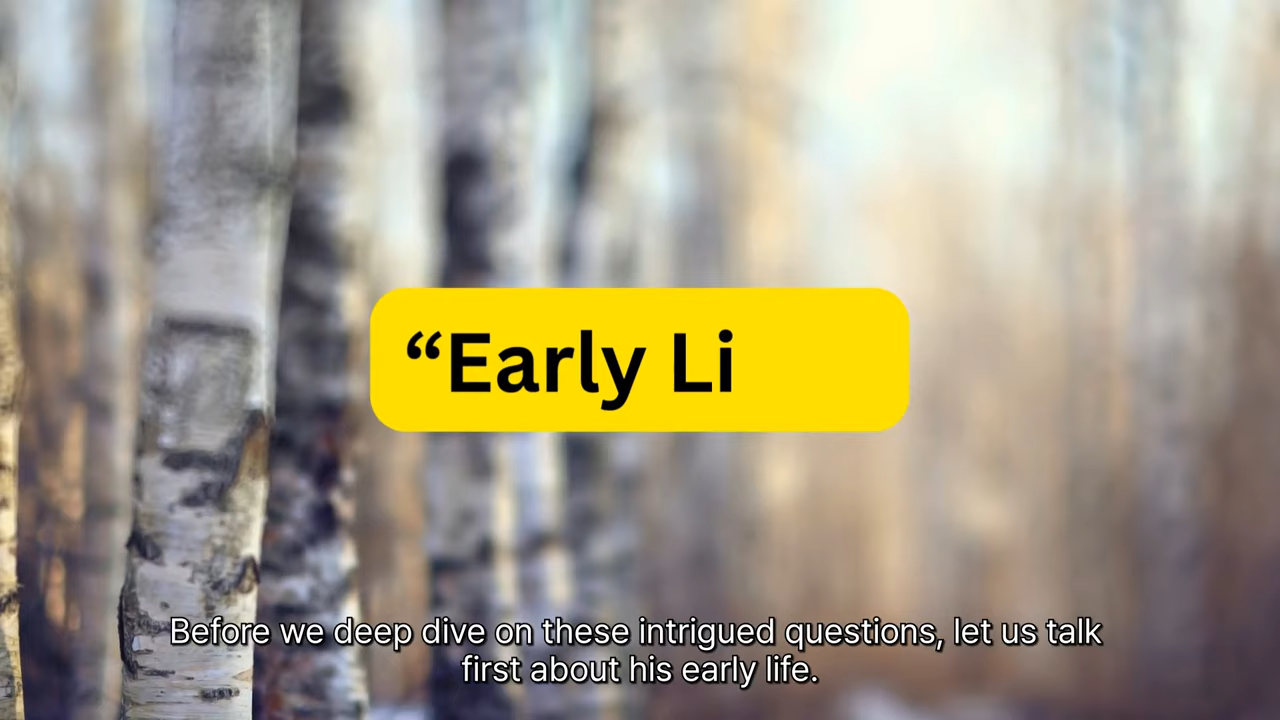 “Early Li
Before we deep dive on these intrigued questions, let us talk
first about his early life.